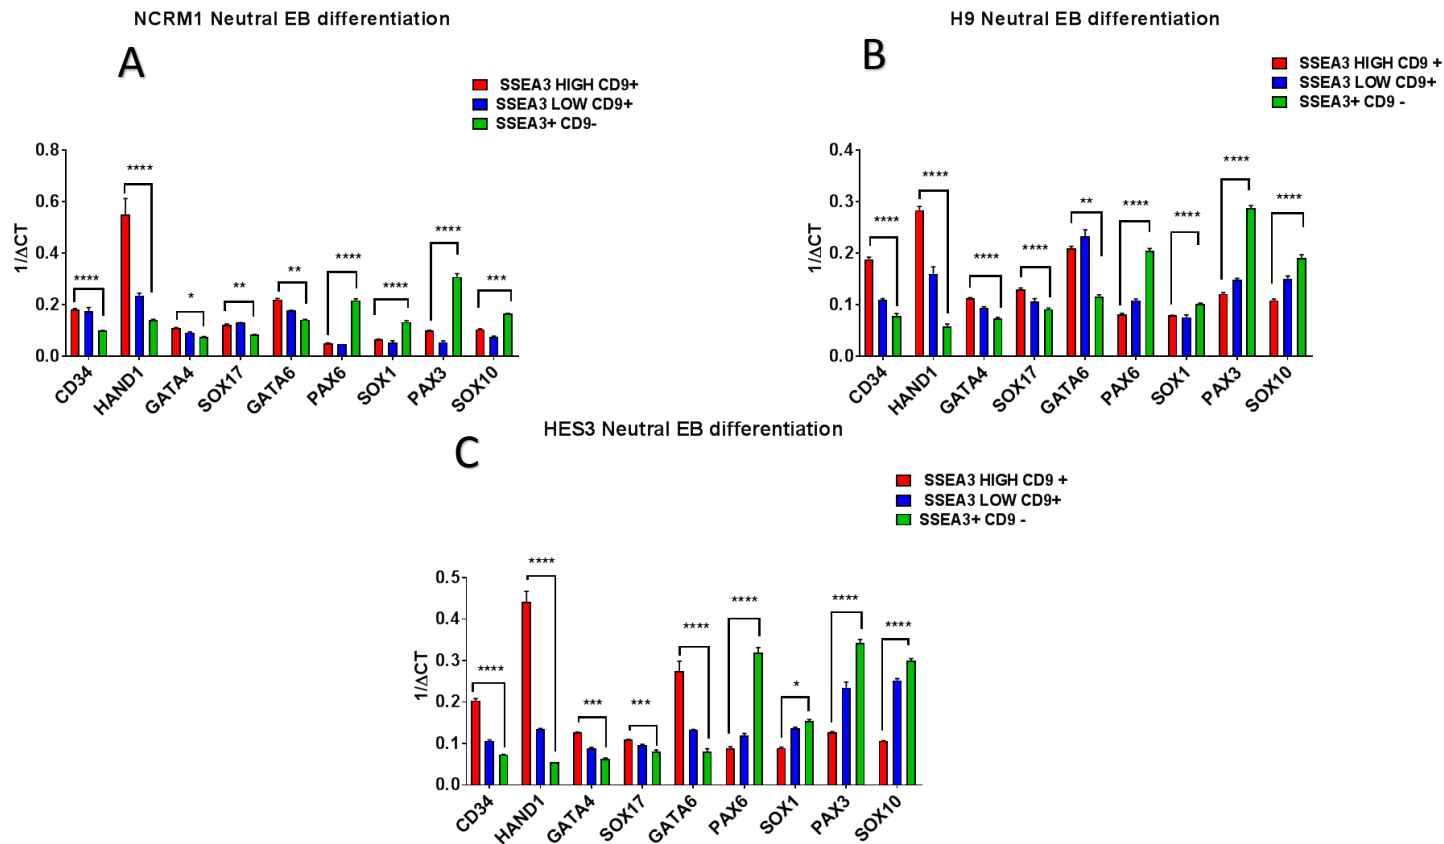 NCRM1 Neutral EB differentiation
A
SSEA3 HIGH CD9+
SSEA3 LOW CD9+
SSEA3+ CD9-
1/ΔCT
0.8
0.6
0.4
0.2
0.0
****
****
*
**
**
****
****
****
***
CD34
HAND1
GATA4
SOX17
GATA6
PAX6
SOX1
PAX3
SOX10
H9 Neutral EB differentiation
B
SSEA3 HIGH CD9 +
SSEA3 LOW CD9+
SSEA3+ CD9 -
1/ΔCT
0.4
0.3
0.2
0.1
0.0
****
****
****
****
**
****
****
****
****
CD34
HAND1
GATA4
SOX17
GATA6
PAX6
SOX1
PAX3
SOX10
HES3 Neutral EB differentiation
C
SSEA3 HIGH CD9 +
SSEA3 LOW CD9+
SSEA3+ CD9 -
1/ΔCT
0.5
0.4
0.3
0.2
0.1
0.0
****
****
***
***
****
****
*
****
****
CD34
HAND1
GATA4
SOX17
GATA6
PAX6
SOX1
PAX3
SOX10